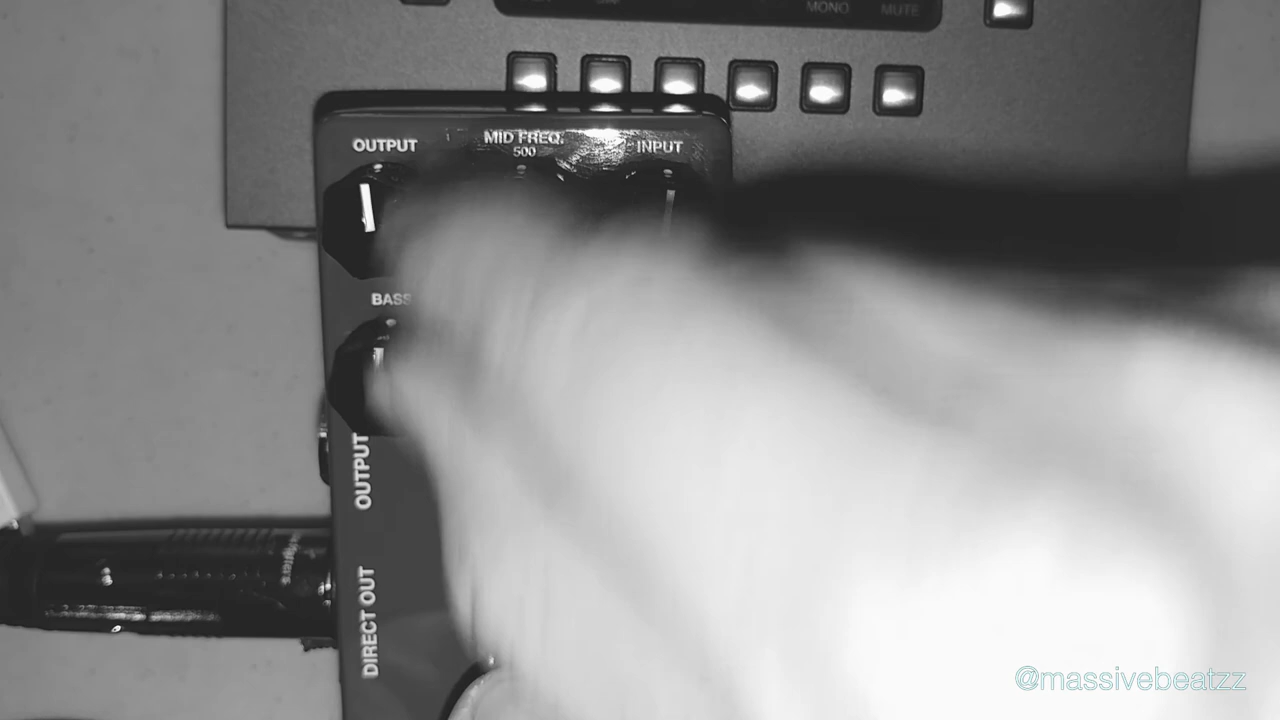 MONO MUTE
OUTPUT MID FREQ. INPUT
500
BASS
OUTPUT
DIRECT OUT
@massivebeatzz